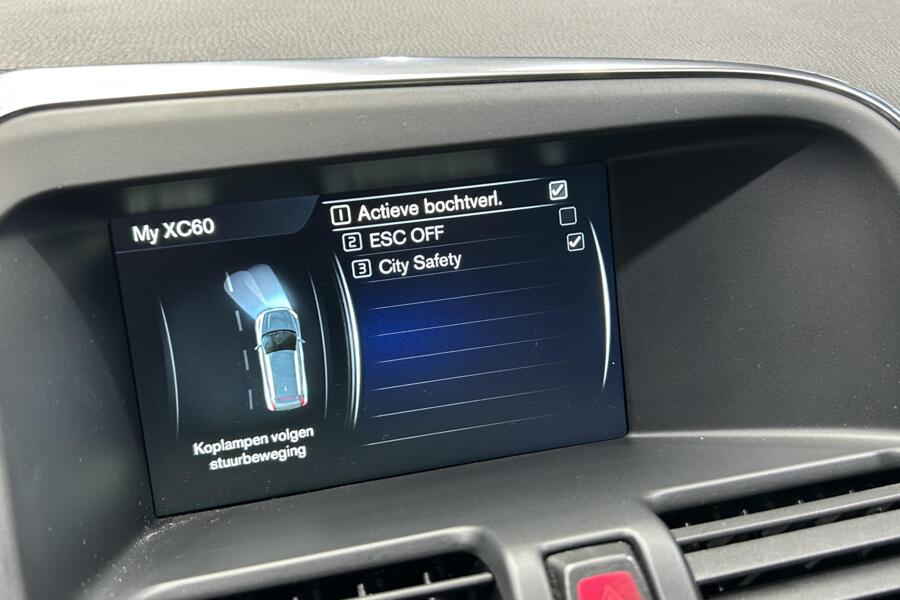 My XC60
1 Actieve bochtverl.
2 ESC OFF
3 City Safety
Koplampen volgen
stuurbeweging